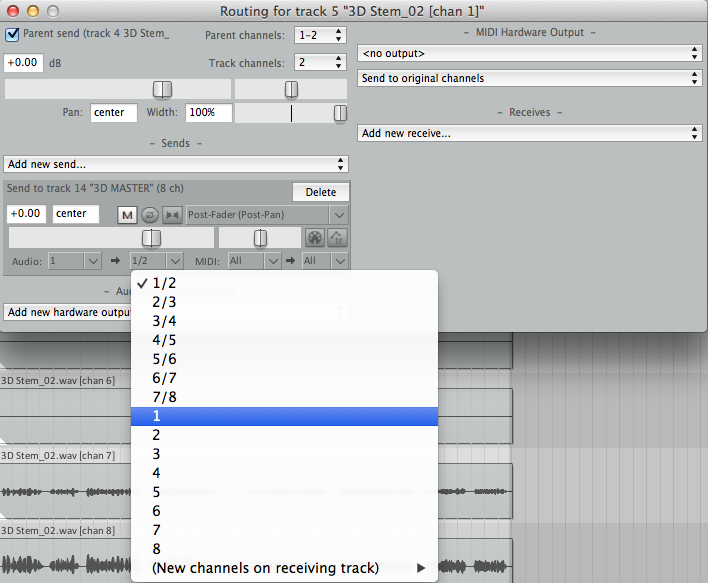 Routing for track 5 "3D Stem_02 [chan 1]"
Parent send (track 4 3D Stem_
Parent channels: 1-2
+0.00 dB
Track channels: 2
Pan: center Width: 100%
– Sends –
Add new send...
Send to track 14 "3D MASTER" (8 ch)
Delete
+0.00 center M Post-Fader (Post-Pan)
Audio: 1 1/2 MIDI: All All
– Au
Add new hardware outpu
– MIDI Hardware Output –
<no output>
Send to original channels
– Receives –
Add new receive...
✓ 1/2
2/3
3/4
4/5
5/6
6/7
7/8
1
2
3
4
5
6
7
8
(New channels on receiving track)
3D Stem_02.wav [chan 6]
3D Stem_02.wav [chan 7]
3D Stem_02.wav [chan 8]